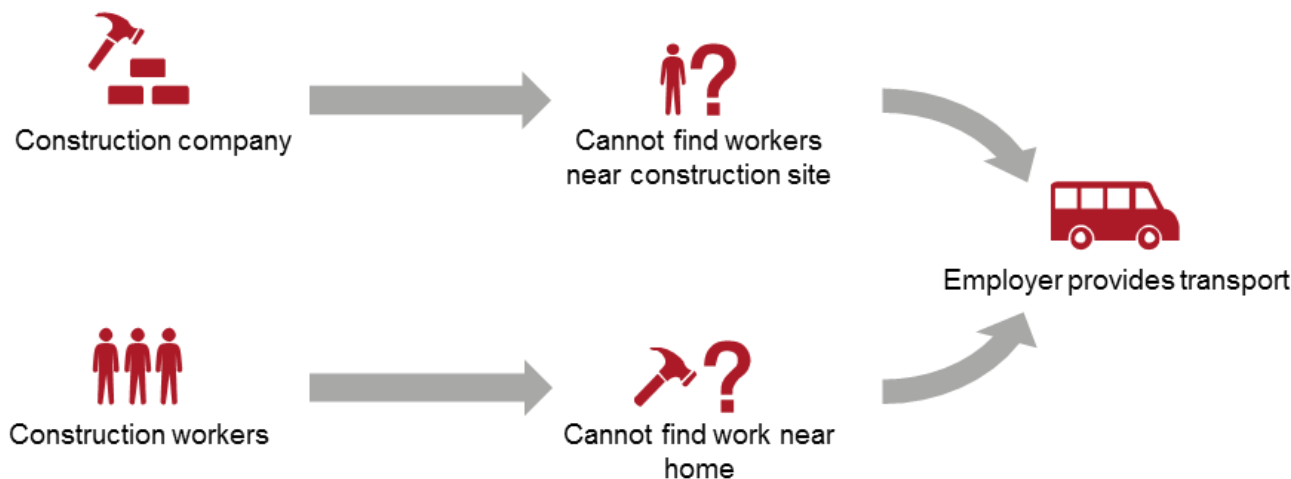 Construction company
Cannot find workers
near construction site
Employer provides transport
Construction workers
Cannot find work near
home